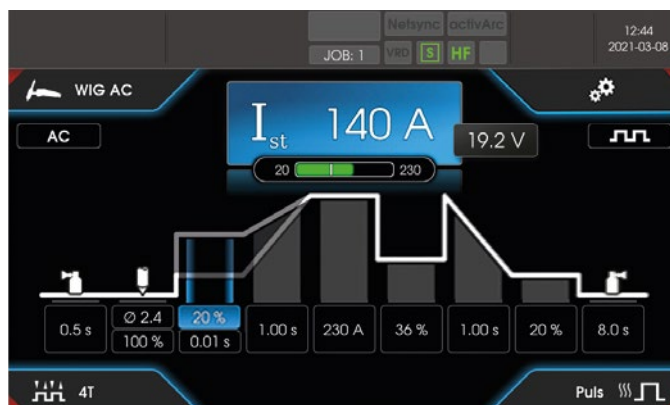 Netsync activArc
JOB: 1 VRD S HF
12:44
2021-03-08
WIG AC
AC
Ist 140 A
19.2 V
20 230
0.5 s
Ø 2.4
100 %
20 %
0.01 s
1.00 s
230 A
36 %
1.00 s
20 %
8.0 s
4T
Puls